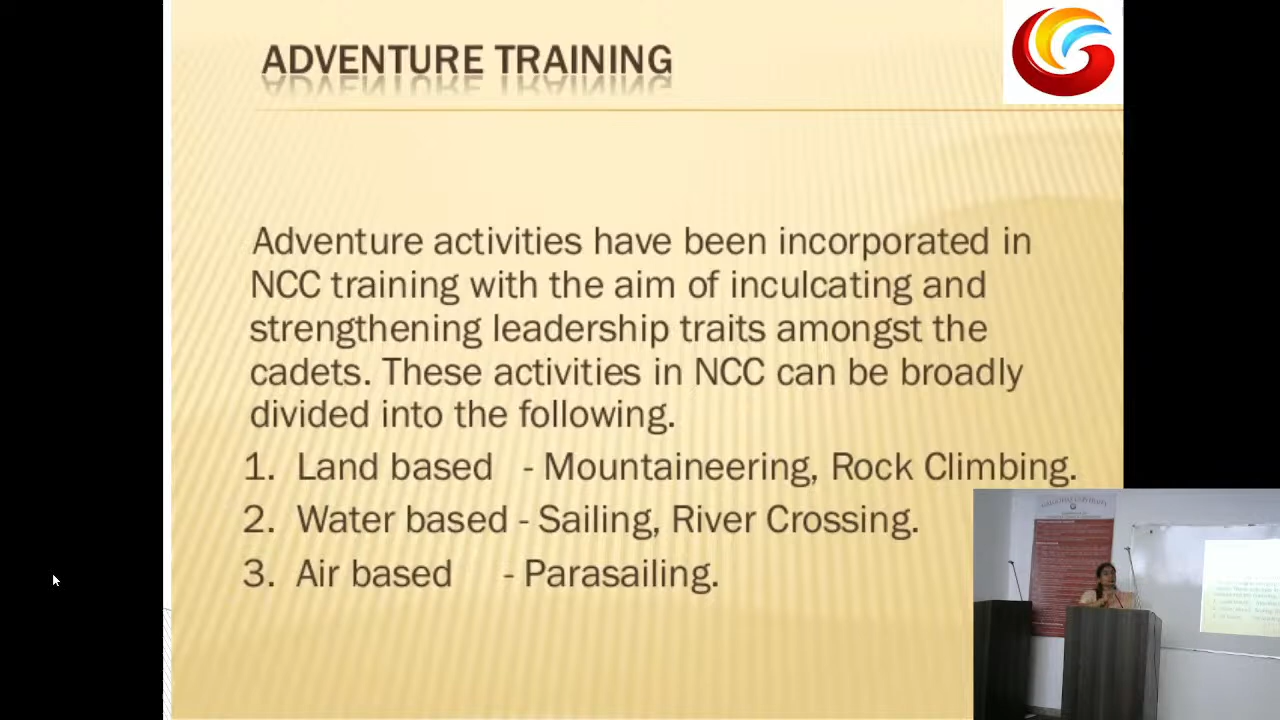 ADVENTURE TRAINING
Adventure activities have been incorporated in
NCC training with the aim of inculcating and
strengthening leadership traits amongst the
cadets. These activities in NCC can be broadly
divided into the following.
1. Land based - Mountaineering, Rock Climbing.
2. Water based - Sailing, River Crossing.
3. Air based - Parasailing.